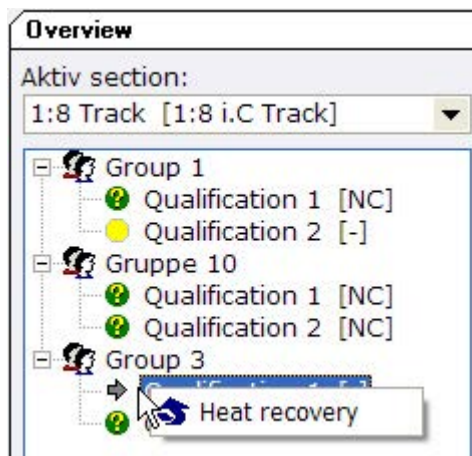 Overview
Aktiv section:
1:8 Track [1:8 i.C Track]
Group 1
Qualification 1 [NC]
Qualification 2 [-]
Gruppe 10
Qualification 1 [NC]
Qualification 2 [NC]
Group 3
Heat recovery